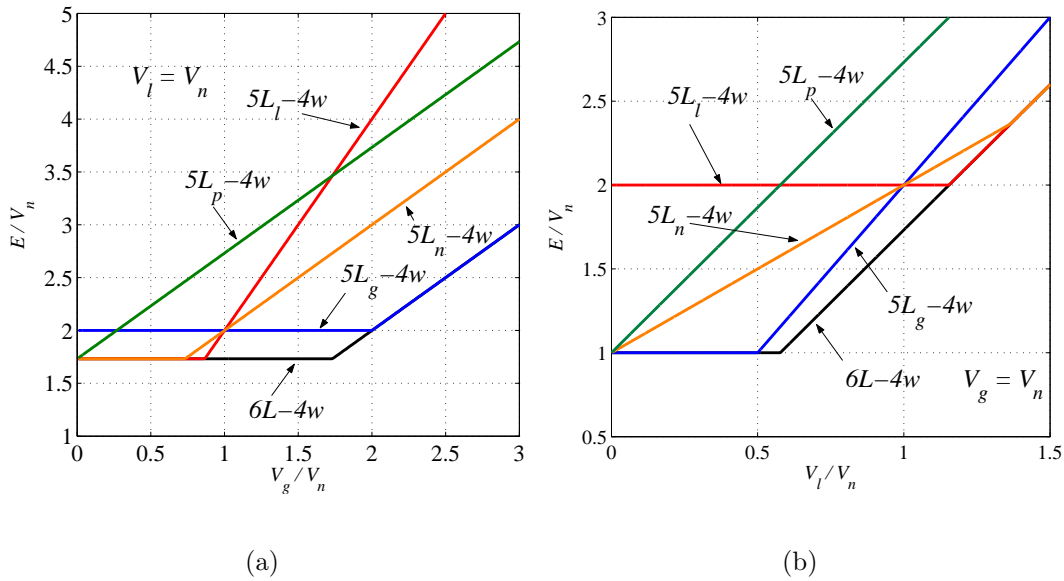 5
4.5
4
3.5
3
2.5
2
1.5
1
E / V_n
V_l = V_n
5L_l−4w
5L_p−4w
5L_n−4w
5L_g−4w
6L−4w
0 0.5 1 1.5 2 2.5 3
V_g / V_n
(a)
3
2.5
2
1.5
1
0.5
E / V_n
5L_p−4w
5L_l−4w
5L_n−4w
5L_g−4w
6L−4w
V_g = V_n
0 0.5 1 1.5
V_l / V_n
(b)